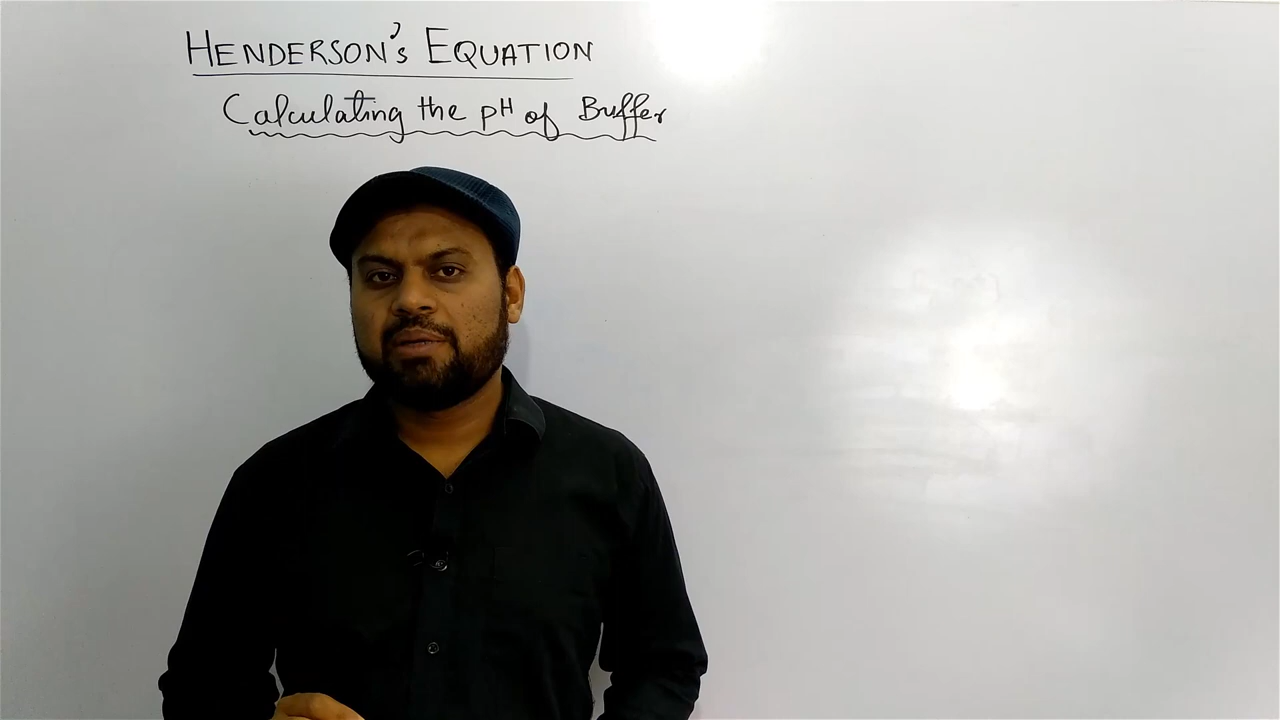 HENDERSON's EQUATION
Calculating the pH of Buffer